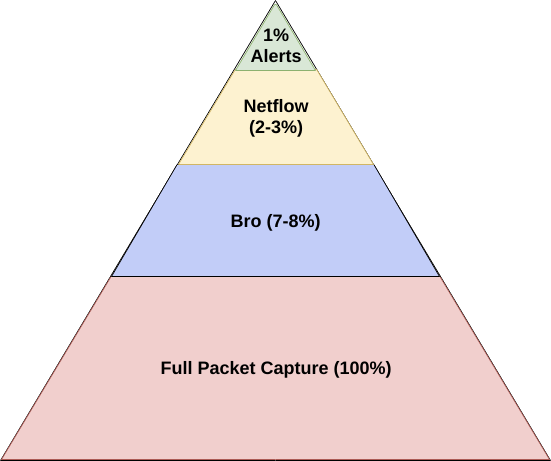 1%
Alerts
Netflow
(2-3%)
Bro (7-8%)
Full Packet Capture (100%)